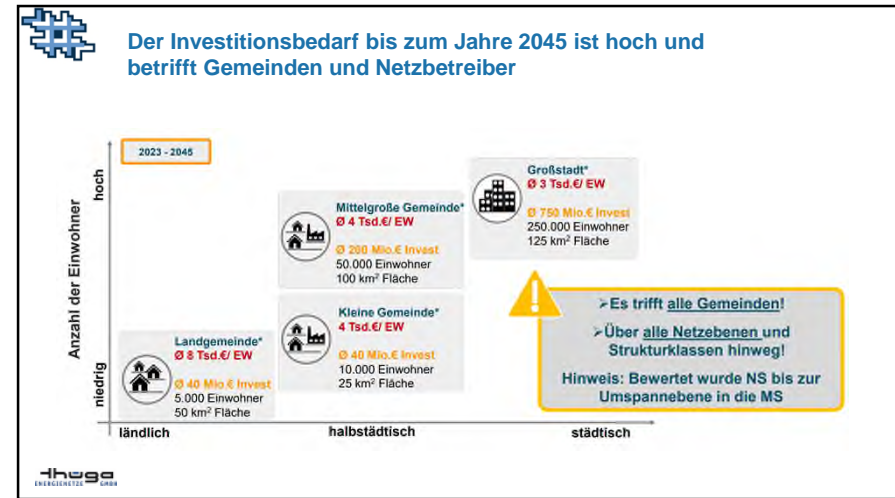 Der Investitionsbedarf bis zum Jahre 2045 ist hoch und
betrifft Gemeinden und Netzbetreiber
2023 - 2045
Anzahl der Einwohner
hoch
niedrig
Großstadt*
Ø 3 Tsd.€/ EW
Ø 750 Mio.€ Invest
250.000 Einwohner
125 km² Fläche
Mittelgroße Gemeinde*
Ø 4 Tsd.€/ EW
Ø 200 Mio.€ Invest
50.000 Einwohner
100 km² Fläche
Kleine Gemeinde*
4 Tsd.€/ EW
Ø 40 Mio.€ Invest
10.000 Einwohner
25 km² Fläche
Landgemeinde*
Ø 8 Tsd.€/ EW
Ø 40 Mio.€ Invest
5.000 Einwohner
50 km² Fläche
➢Es trifft alle Gemeinden!
➢Über alle Netzebenen und
Strukturklassen hinweg!
Hinweis: Bewertet wurde NS bis zur
Umspannebene in die MS
ländlich
halbstädtisch
städtisch
thüga
ENERGIENETZE GMBH